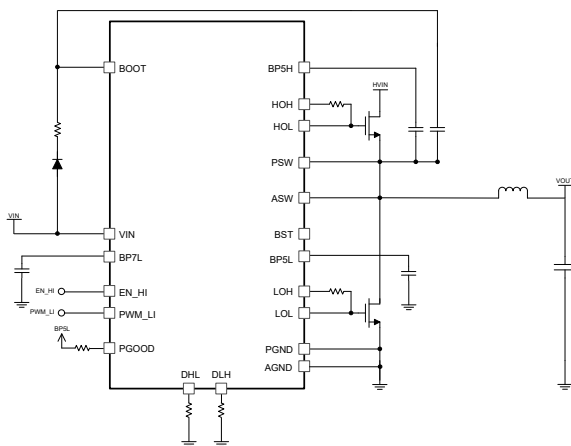 BOOT
BP5H
HVIN
HOH
HOL
PSW
VOUT
ASW
VIN
VIN
BST
BP7L
BP5L
EN_HI
EN_HI
LOH
PWM_LI
PWM_LI
LOL
BP5L
PGOOD
PGND
AGND
DHL
DLH